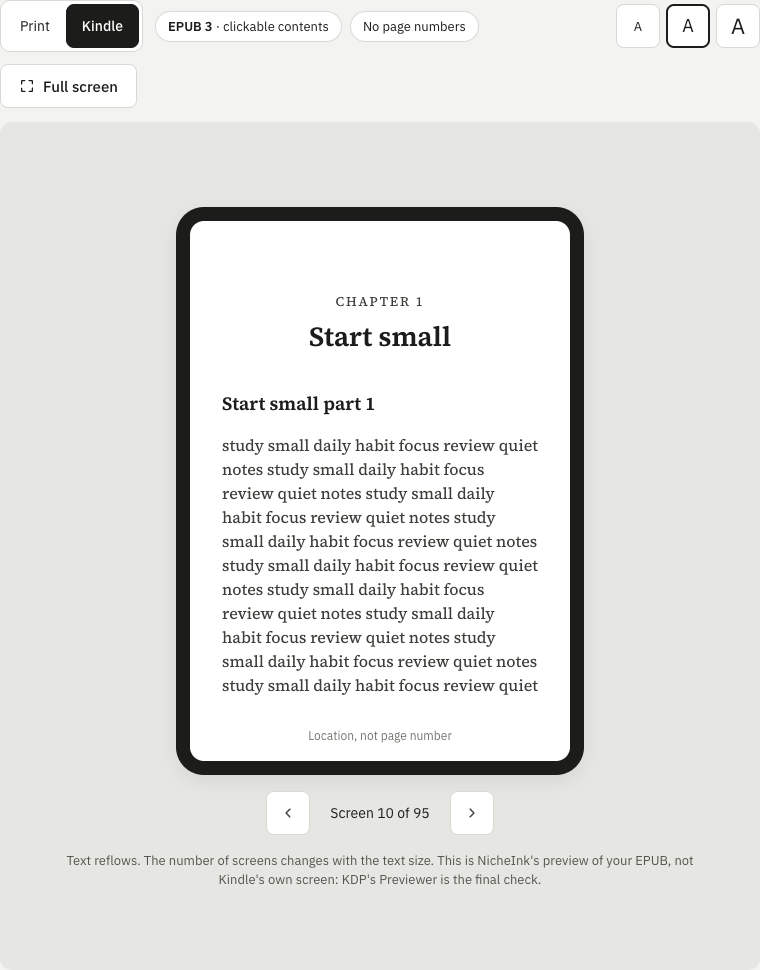 Print
Kindle
EPUB 3 · clickable contents
No page numbers
A
A
A
Full screen
CHAPTER 1
Start small
Start small part 1
study small daily habit focus review quiet
notes study small daily habit focus
review quiet notes study small daily
habit focus review quiet notes study
small daily habit focus review quiet notes
study small daily habit focus review quiet
notes study small daily habit focus
review quiet notes study small daily
habit focus review quiet notes study
small daily habit focus review quiet notes
study small daily habit focus review quiet
Location, not page number
Screen 10 of 95
Text reflows. The number of screens changes with the text size. This is NicheInk's preview of your EPUB, not
Kindle's own screen: KDP's Previewer is the final check.